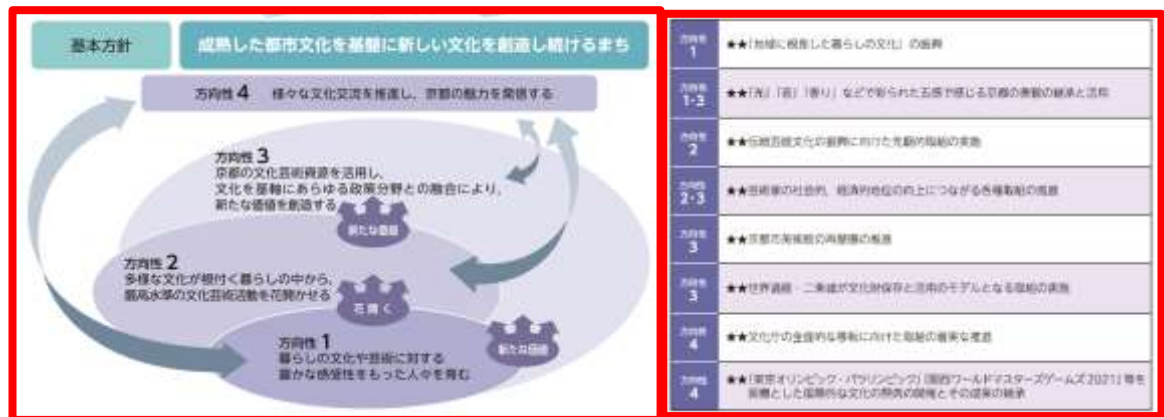 基本方針
成熟した都市文化を基盤に新しい文化を創造し続けるまち
方向性 4 様々な文化交流を推進し、京都の魅力を発信する
方向性 3
京都の文化芸術資源を活用し、
文化を基軸にあらゆる政策分野との融合により、
新たな価値を創造する
新たな価値
方向性 2
多様な文化が根付く暮らしの中から、
最高水準の文化芸術活動を花開かせる
花開く
方向性 1
暮らしの文化や芸術に対する
豊かな感受性をもった人々を育む
新たな価値
方向性
1
★★「地域に根差した暮らしの文化」の振興
方向性
1・3
★★「光」「音」「香り」などで彩られた五感で感じる京都の景観の継承と活用
方向性
2
★★伝統芸能文化の振興に向けた先駆的取組の実施
方向性
2・3
★★芸術家の社会的、経済的地位の向上につながる各種取組の推進
方向性
3
★★京都市美術館の再整備の推進
方向性
3
★★世界遺産・二条城が文化財保存と活用のモデルとなる取組の実施
方向性
4
★★文化庁の全面的な移転に向けた取組の着実な推進
方向性
4
★★「東京オリンピック・パラリンピック」「関西ワールドマスターズゲームズ2021」等を
契機とした国際的な文化の祭典の開催とその成果の継承